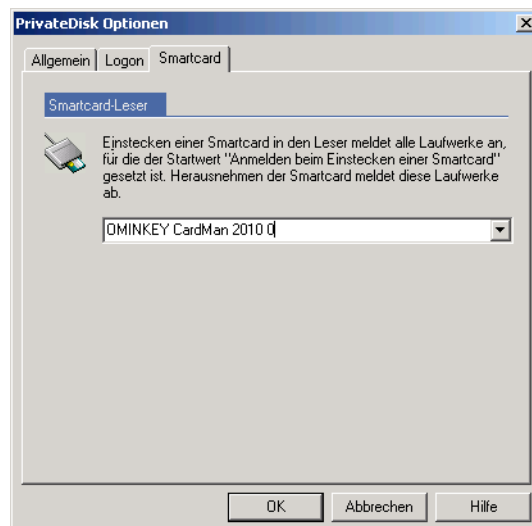 PrivateDisk Optionen
Allgemein Logon Smartcard
Smartcard-Leser
Einstecken einer Smartcard in den Leser meldet alle Laufwerke an,
für die der Startwert "Anmelden beim Einstecken einer Smartcard"
gesetzt ist. Herausnehmen der Smartcard meldet diese Laufwerke
ab.
OMINKEY CardMan 2010 0
OK Abbrechen Hilfe